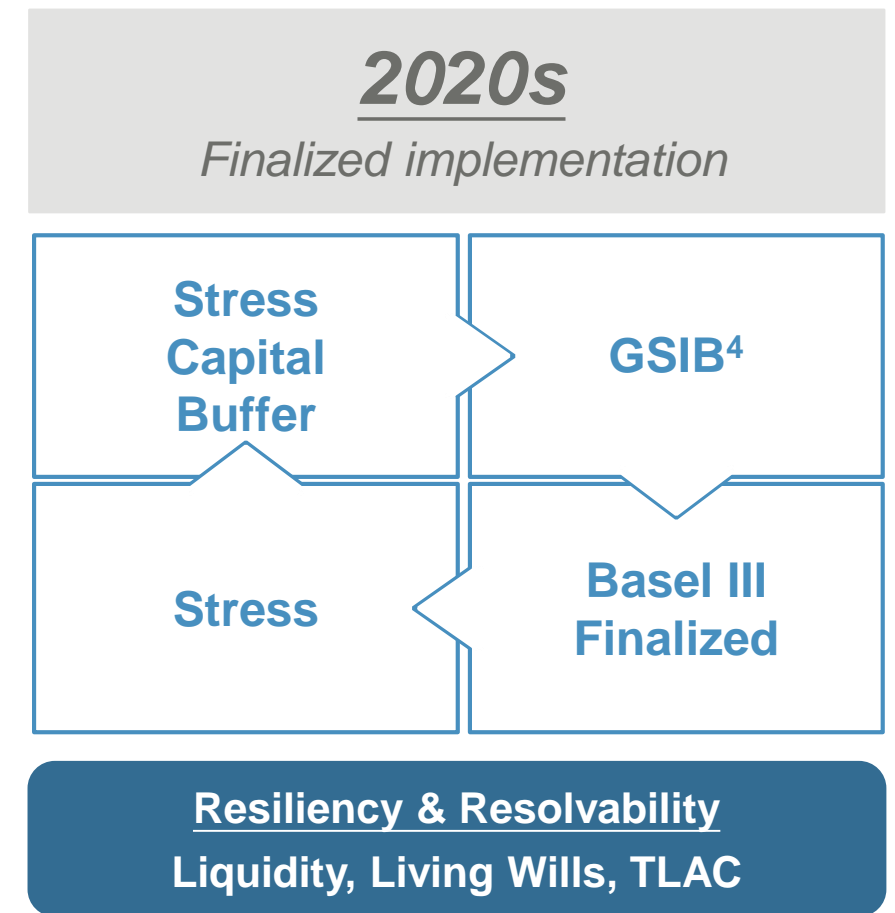 2020s
Finalized implementation
Stress
Capital
Buffer
GSIB⁴
Stress
Basel III
Finalized
Resiliency & Resolvability
Liquidity, Living Wills, TLAC